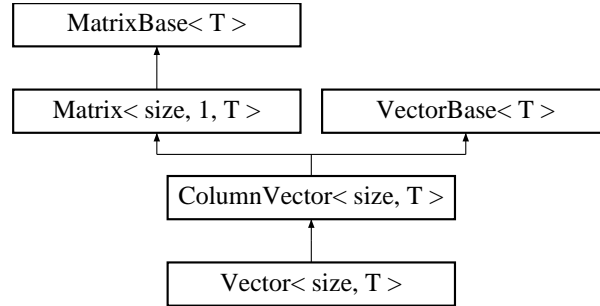 MatrixBase< T >
Matrix< size, 1, T >
VectorBase< T >
ColumnVector< size, T >
Vector< size, T >